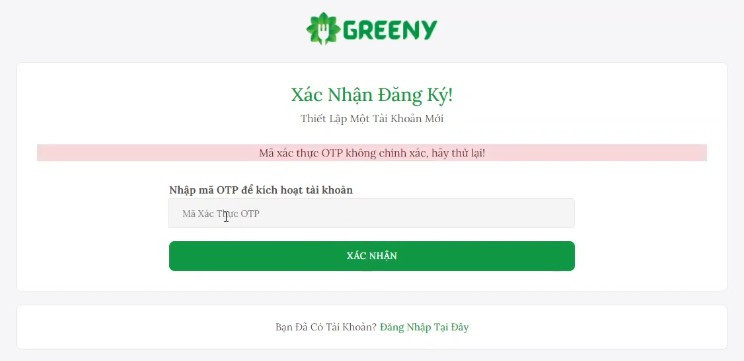 GREENY
Xác Nhận Đăng Ký!
Thiết Lập Một Tài Khoản Mới
Mã xác thực OTP không chính xác, hãy thử lại!
Nhập mã OTP để kích hoạt tài khoản
Mã Xác Thực OTP
XÁC NHẬN
Bạn Đã Có Tài Khoản? Đăng Nhập Tại Đây